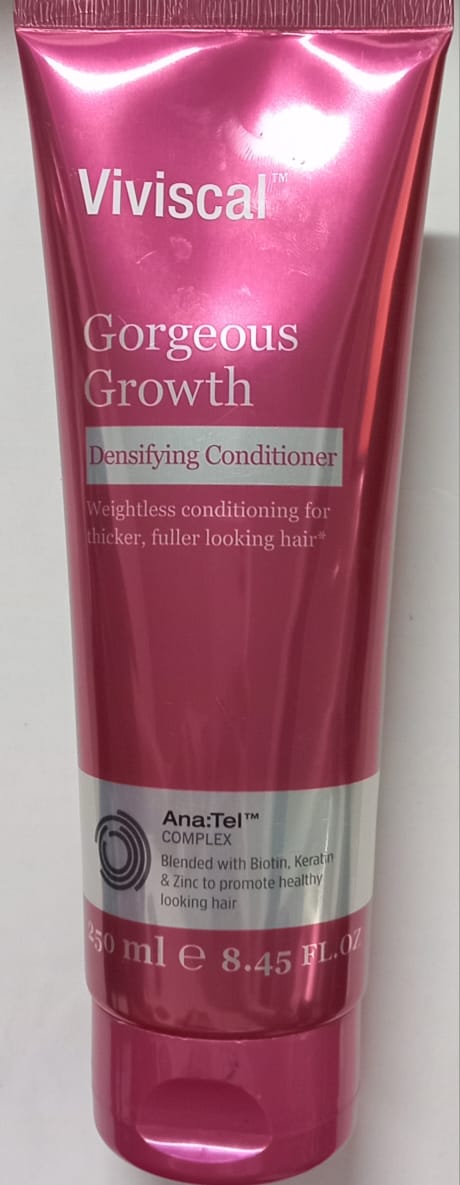 Viviscal™
Gorgeous
Growth
Densifying Conditioner
Weightless conditioning for
thicker, fuller looking hair*
Ana:Tel™
COMPLEX
Blended with Biotin, Keratin
& Zinc to promote healthy
looking hair
250 ml ℮ 8.45 FL.OZ